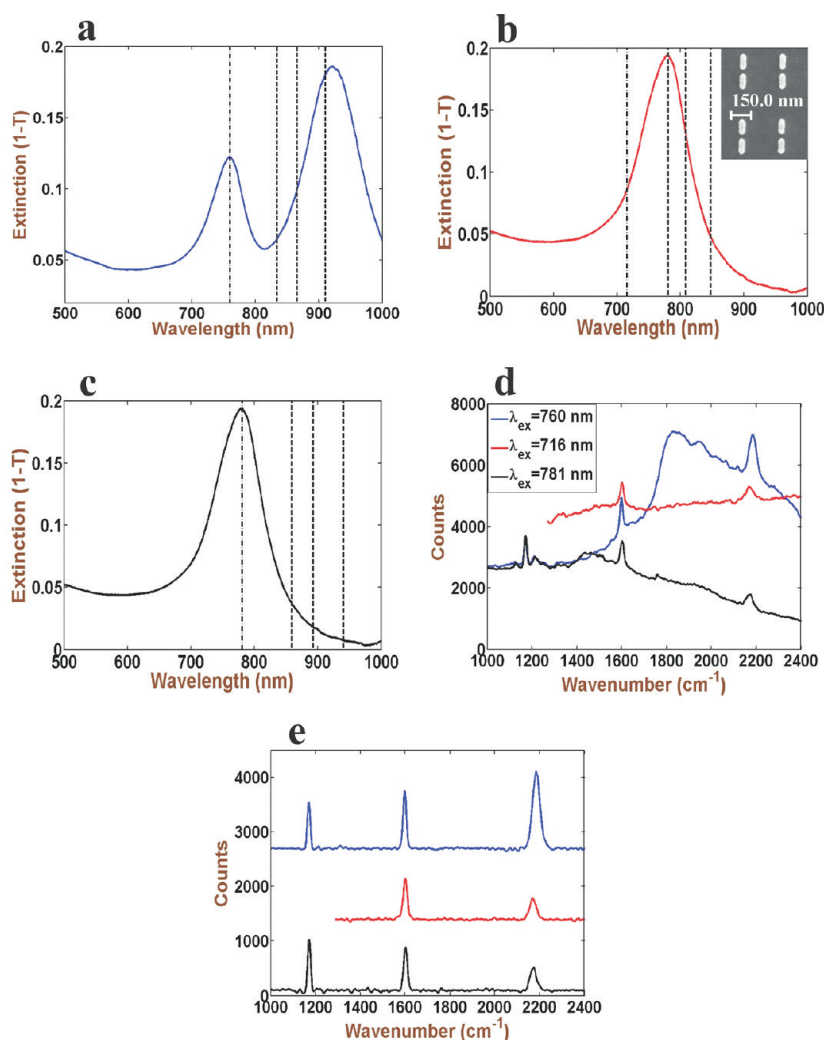 a
0.2
0.15
0.1
0.05
Extinction (1-T)
500 600 700 800 900 1000
Wavelength (nm)
b
0.2
0.15
0.1
0.05
0
Extinction (1-T)
150.0 nm
500 600 700 800 900 1000
Wavelength (nm)
c
0.2
0.15
0.1
0.05
0
Extinction (1-T)
500 600 700 800 900 1000
Wavelength (nm)
d
8000
6000
4000
2000
0
Counts
λex=760 nm
λex=716 nm
λex=781 nm
1000 1200 1400 1600 1800 2000 2200 2400
Wavenumber (cm-1)
e
4000
3000
2000
1000
0
Counts
1000 1200 1400 1600 1800 2000 2200 2400
Wavenumber (cm-1)